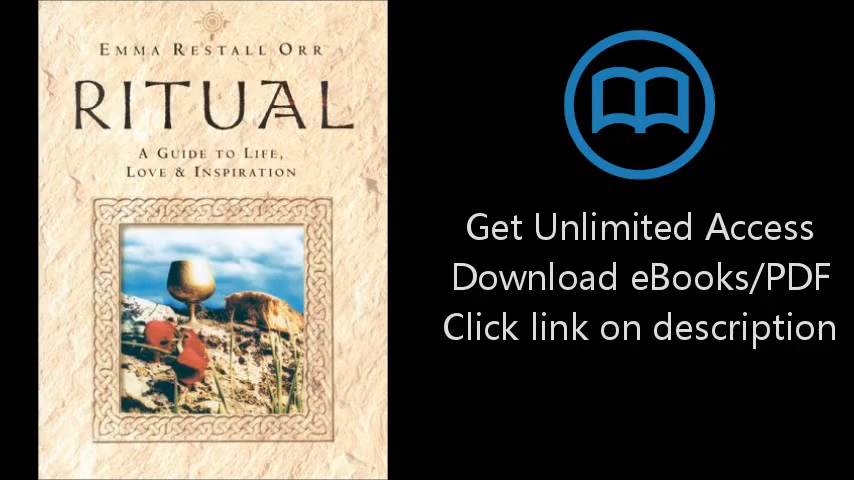 EMMA RESTALL ORR
RITUAL
A GUIDE TO LIFE,
LOVE & INSPIRATION
Get Unlimited Access
Download eBooks/PDF
Click link on description